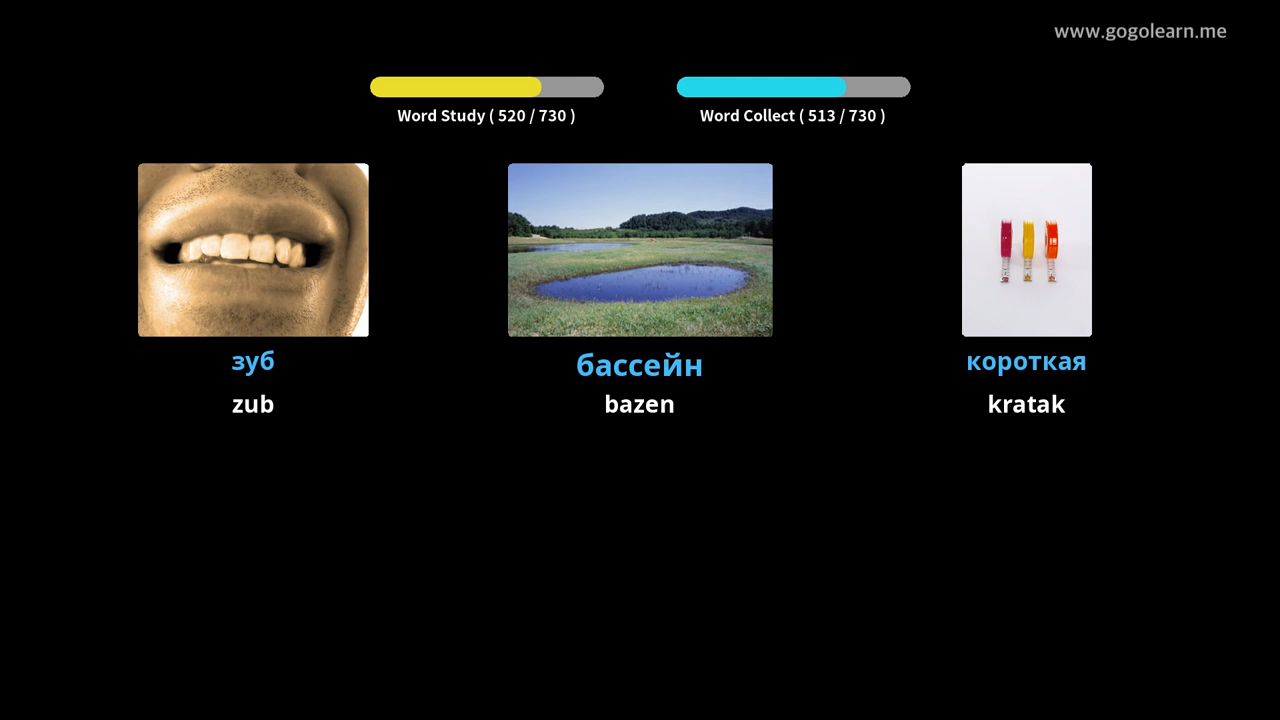 www.gogolearn.me
Word Study ( 520 / 730 )
Word Collect ( 513 / 730 )
зуб
бассейн
короткая
zub
bazen
kratak